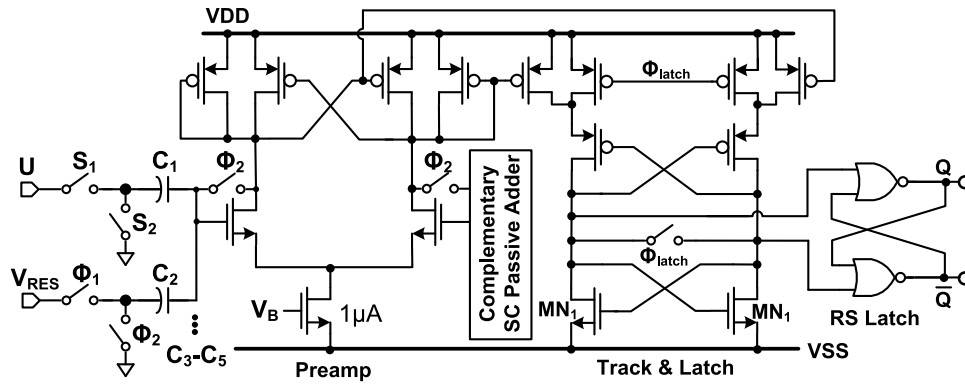 VDD
Φlatch
U
S1
C1
Φ2
Φ2
S2
VRES
Φ1
C2
Φ2
C3-C5
VB
1µA
Complementary
SC Passive Adder
Φlatch
MN1
MN1
Q
Q̅
RS Latch
VSS
Preamp
Track & Latch